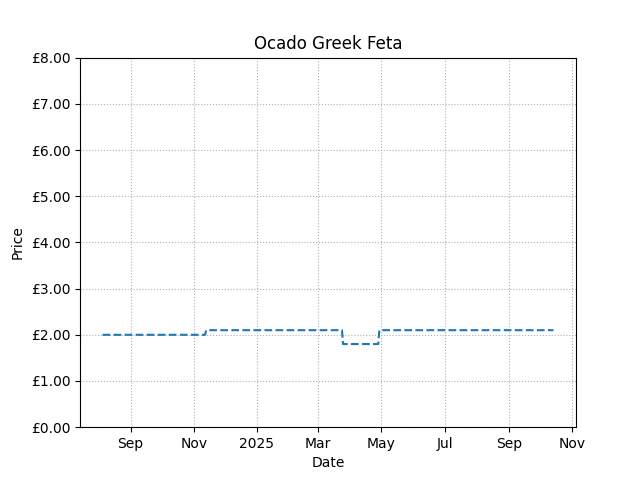 Ocado Greek Feta
£8.00
£7.00
£6.00
£5.00
£4.00
£3.00
£2.00
£1.00
£0.00
Price
Sep Nov 2025 Mar May Jul Sep Nov
Date